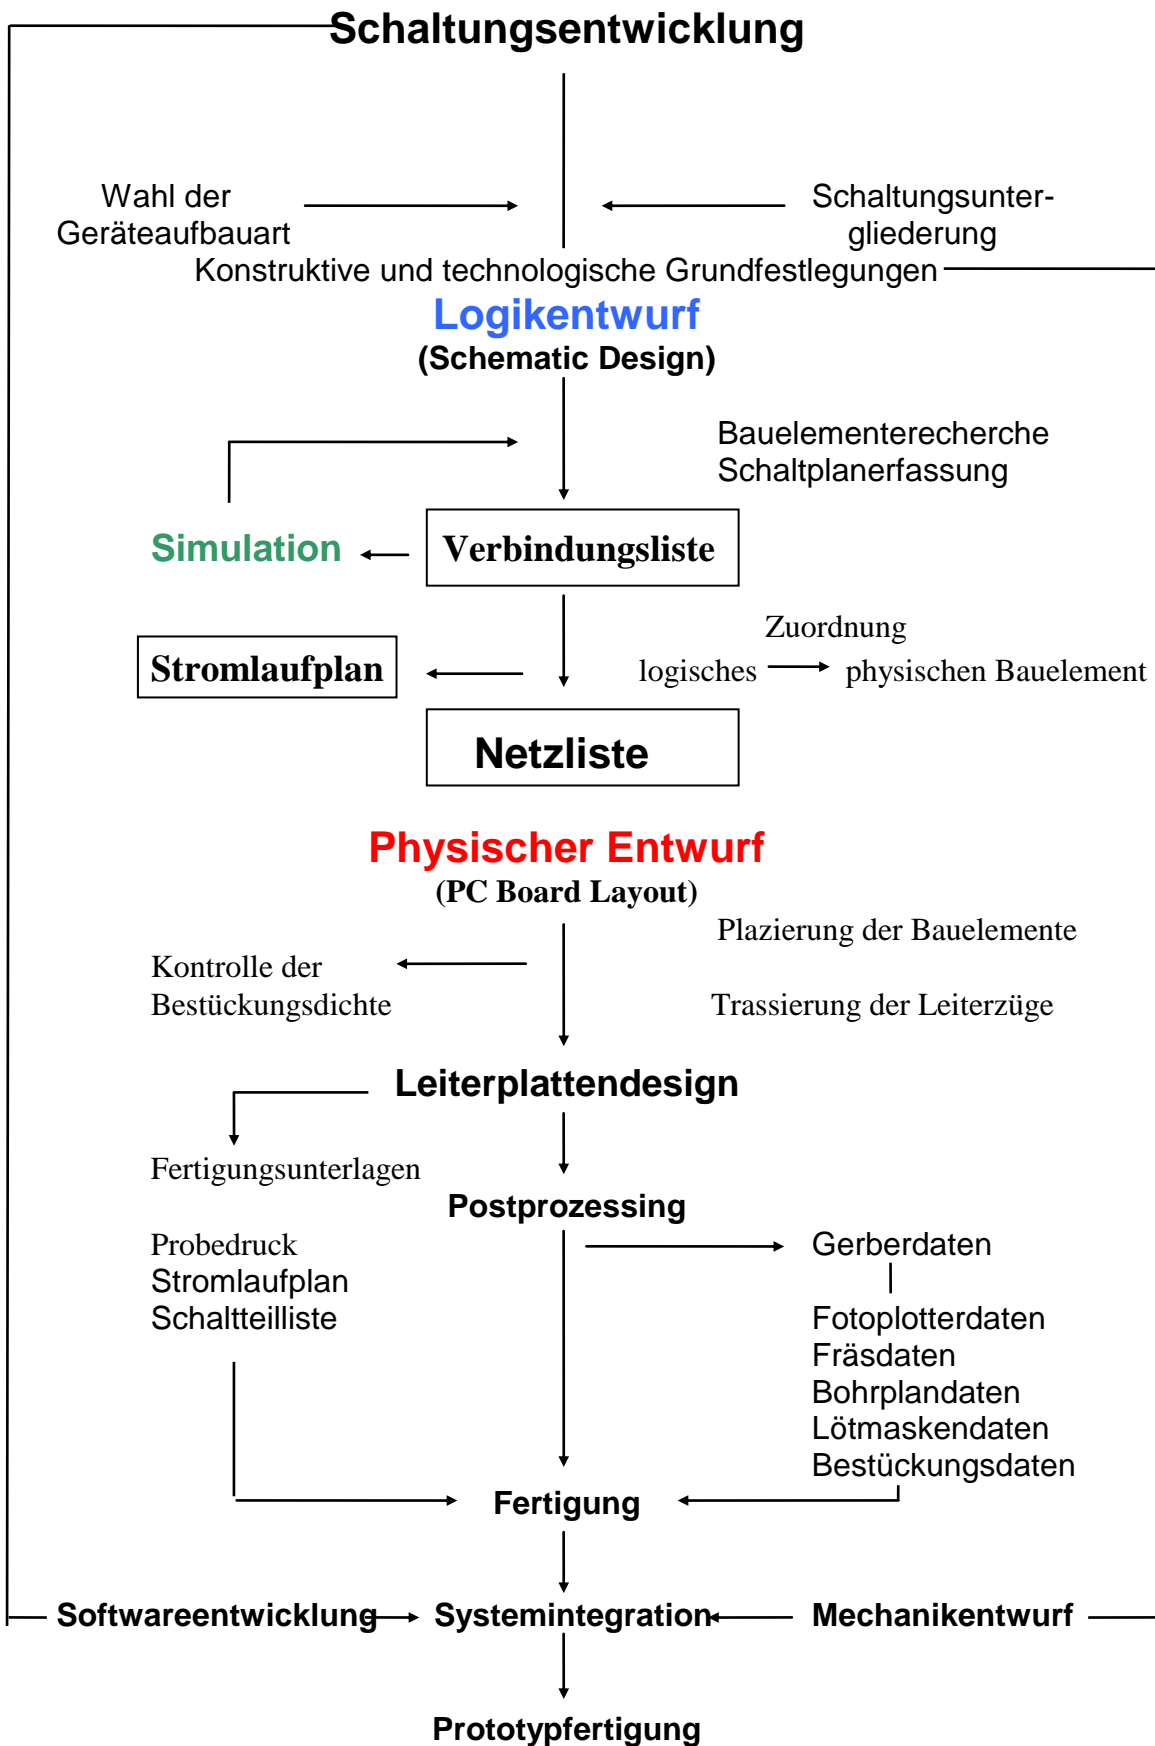 Schaltungsentwicklung
Wahl der
Geräteaufbauart
Schaltungsunter-
gliederung
Konstruktive und technologische Grundfestlegungen
Logikentwurf
(Schematic Design)
Bauelementerecherche
Schaltplanerfassung
Simulation
Verbindungsliste
Zuordnung
Stromlaufplan
logisches
physischen Bauelement
Netzliste
Physischer Entwurf
(PC Board Layout)
Plazierung der Bauelemente
Kontrolle der
Bestückungsdichte
Trassierung der Leiterzüge
Leiterplattendesign
Fertigungsunterlagen
Postprozessing
Probedruck
Stromlaufplan
Schaltteilliste
Gerberdaten
Fotoplotterdaten
Fräsdaten
Bohrplandaten
Lötmaskendaten
Bestückungsdaten
Fertigung
Softwareentwicklung
Systemintegration
Mechanikentwurf
Prototypfertigung